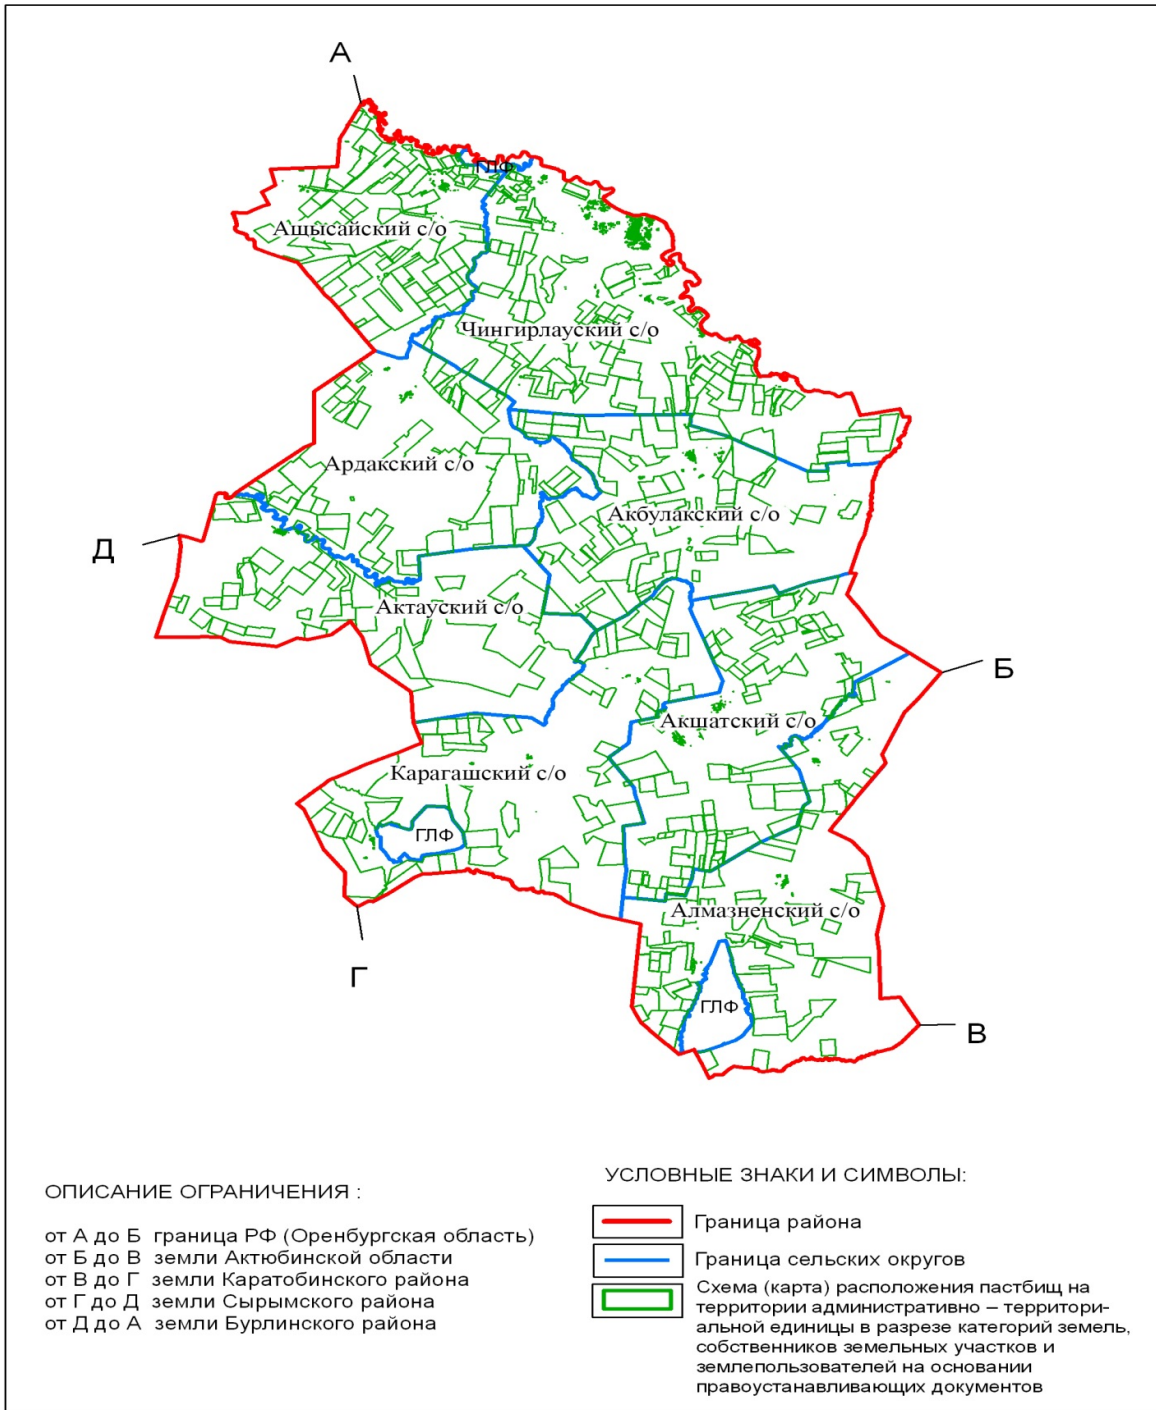 А
ГЛФ
Ащысайский с/о
Чингирлауский с/о
Ардакский с/о
Акбулакский с/о
Д
Актауский с/о
Б
Акшатский с/о
Карагашский с/о
ГЛФ
Алмазненский с/о
Г
ГЛФ
В
ОПИСАНИЕ ОГРАНИЧЕНИЯ :
от А до Б граница РФ (Оренбургская область)
от Б до В земли Актюбинской области
от В до Г земли Каратобинского района
от Г до Д земли Сырымского района
от Д до А земли Бурлинского района
УСЛОВНЫЕ ЗНАКИ И СИМВОЛЫ:
Граница района
Граница сельских округов
Схема (карта) расположения пастбищ на
территории административно – территори-
альной единицы в разрезе категорий земель,
собственников земельных участков и
землепользователей на основании
правоустанавливающих документов